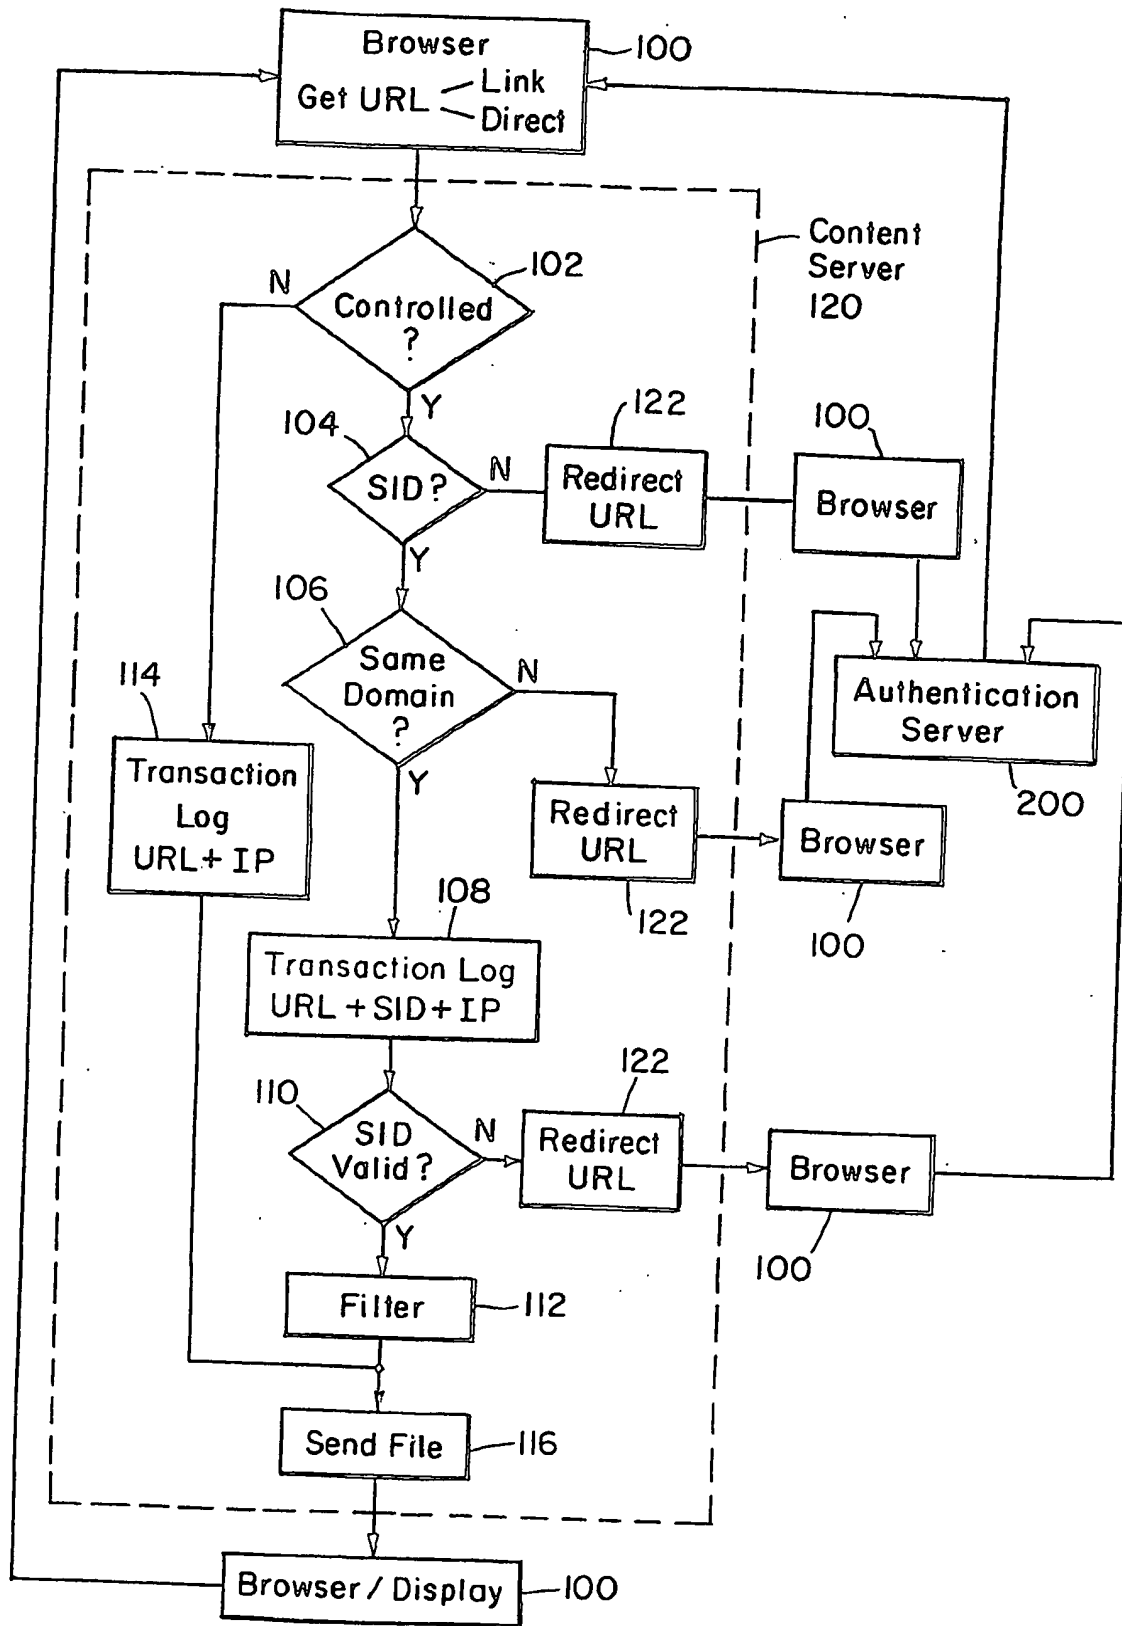 Browser
100
Get URL
Link
Direct
Content
Server
120
102
N
Controlled
?
Y
104
SID?
N
122
Redirect
URL
100
Browser
Y
106
Same
Domain
?
N
114
Transaction
Log
URL+ IP
Authentication
Server
200
Y
Redirect
URL
122
Browser
100
108
Transaction Log
URL + SID + IP
110
SID
Valid?
N
122
Redirect
URL
Browser
100
Y
Filter
112
Send File
116
Browser / Display
100